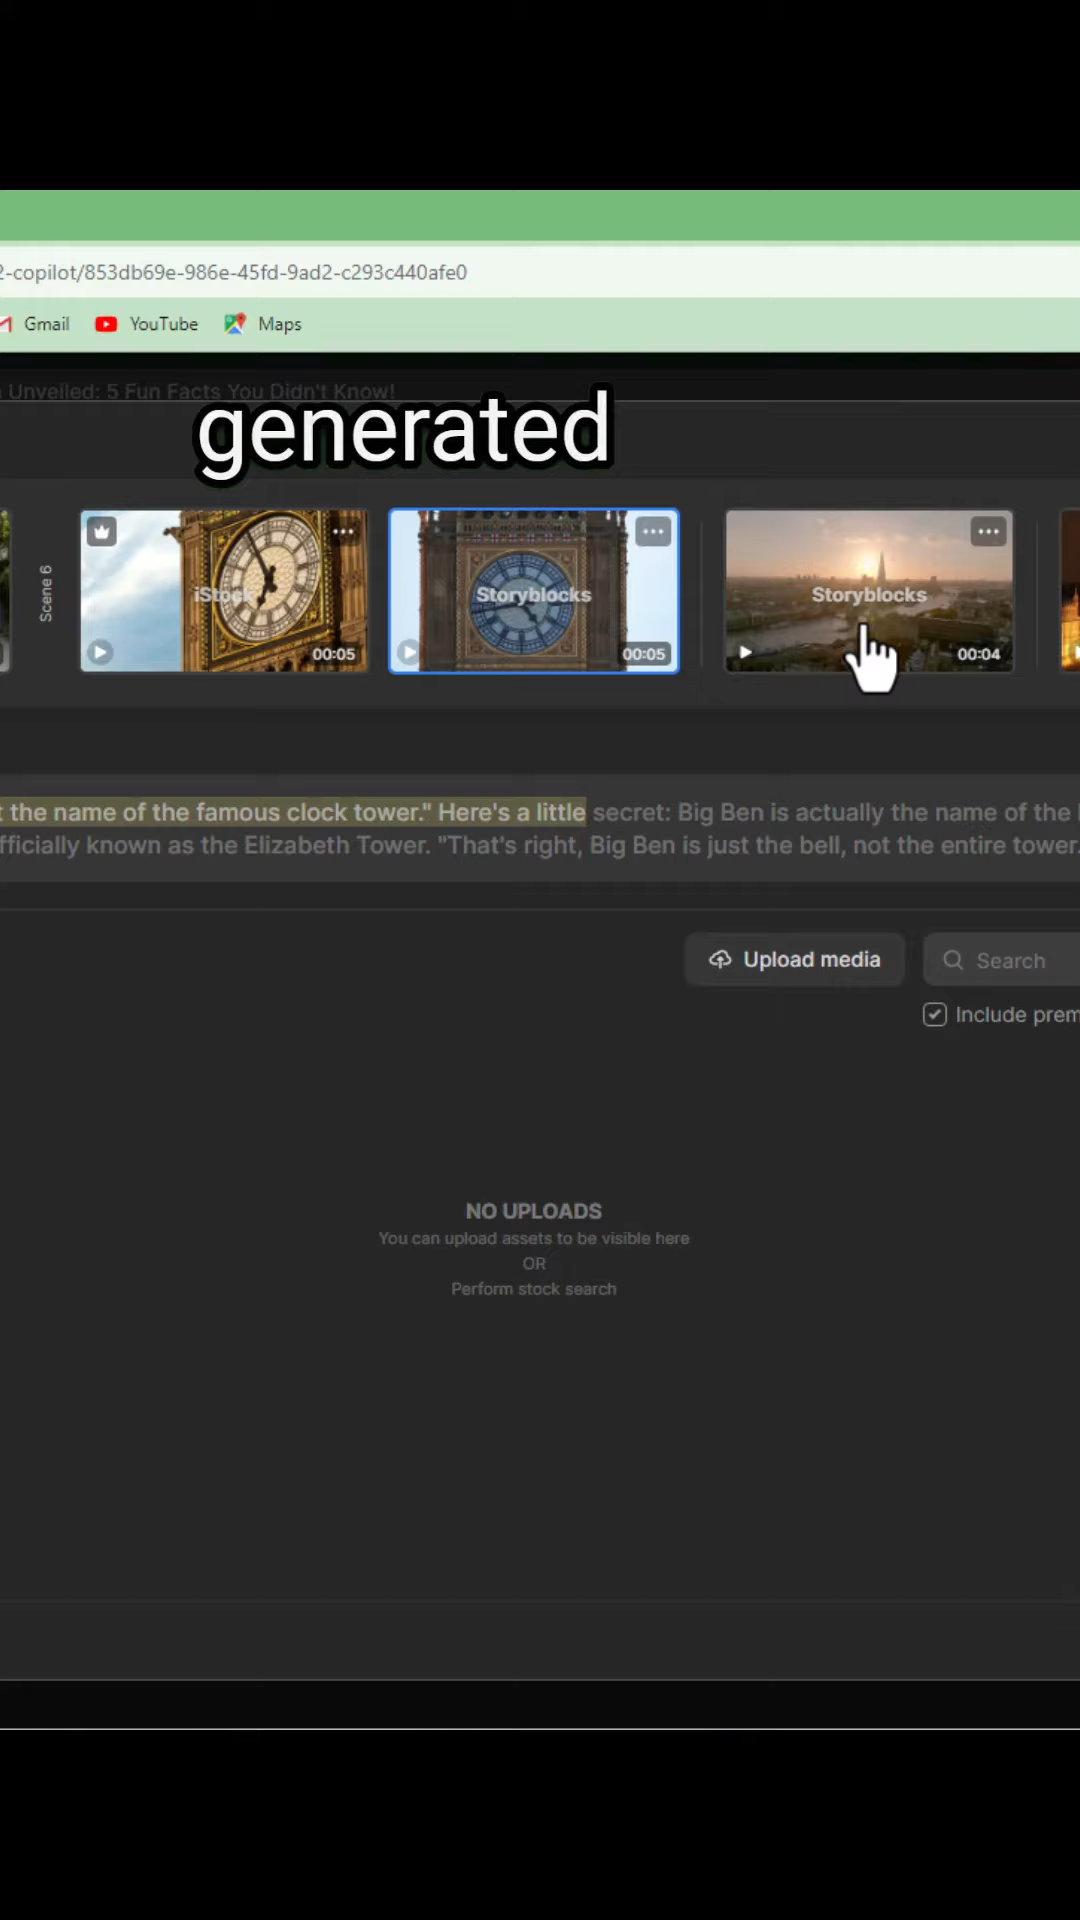 2-copilot/853db69e-986e-45fd-9ad2-c293c440afe0
Gmail YouTube Maps
Unveiled: 5 Fun Facts You Didn't Know!
generated
Scene 6
iStock
00:05
Storyblocks
00:05
Storyblocks
00:04
t the name of the famous clock tower." Here's a little secret: Big Ben is actually the name of the
fficially known as the Elizabeth Tower. "That's right, Big Ben is just the bell, not the entire tower.
Upload media
Search
Include prem
NO UPLOADS
You can upload assets to be visible here
OR
Perform stock search